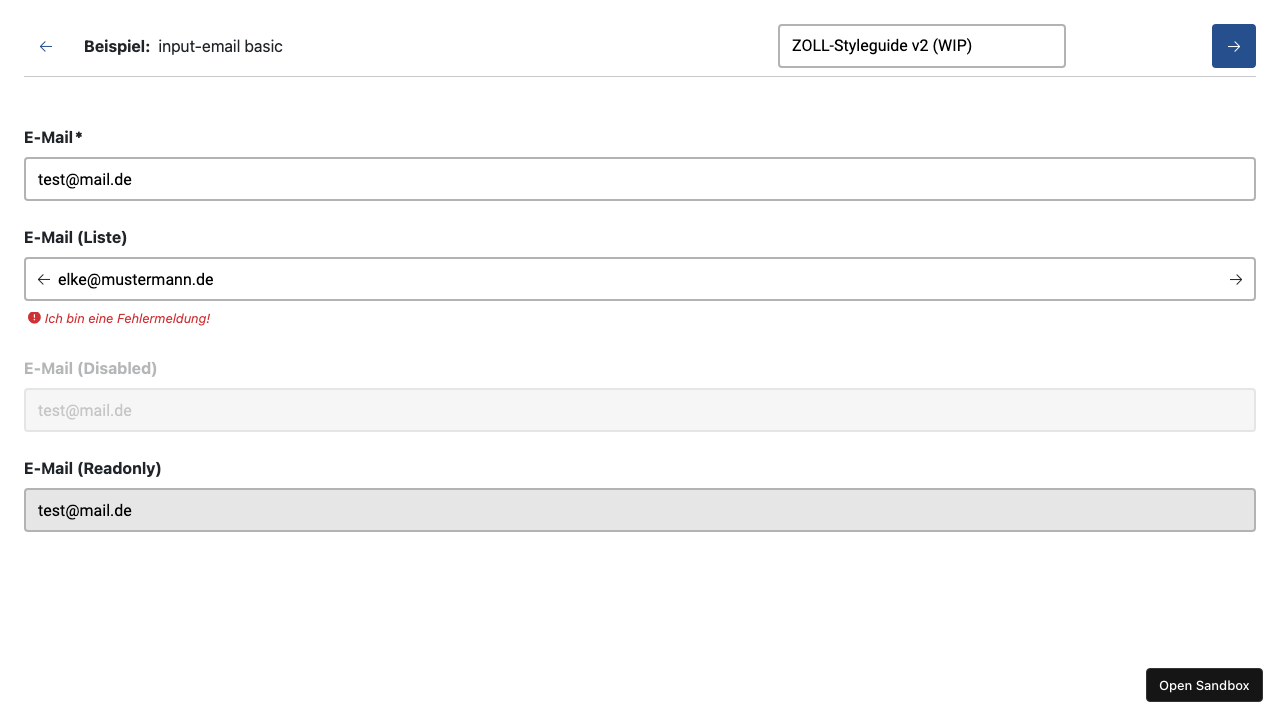 Beispiel: input-email basic
ZOLL-Styleguide v2 (WIP)
E-Mail*
test@mail.de
E-Mail (Liste)
elke@mustermann.de
Ich bin eine Fehlermeldung!
E-Mail (Disabled)
test@mail.de
E-Mail (Readonly)
test@mail.de
Open Sandbox